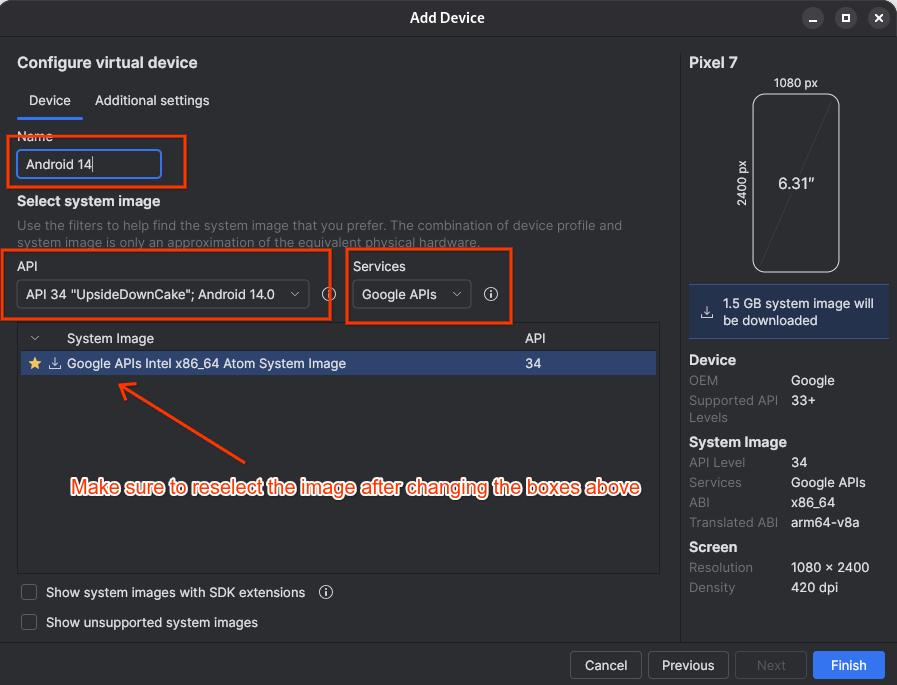 Add Device
Configure virtual device
Device Additional settings
Name
Android 14
Select system image
Use the filters to help find the system image that you prefer. The combination of device profile and
system image is only an approximation of the equivalent physical hardware.
API Services
API 34 "UpsideDownCake"; Android 14.0 Google APIs
System Image API
Google APIs Intel x86_64 Atom System Image 34
Make sure to reselect the image after changing the boxes above
Show system images with SDK extensions
Show unsupported system images
Pixel 7
1080 px
2400 px
6.31″
1.5 GB system image will
be downloaded
Device
OEM Google
Supported API 33+
Levels
System Image
API Level 34
Services Google APIs
ABI x86_64
Translated ABI arm64-v8a
Screen
Resolution 1080 × 2400
Density 420 dpi
Cancel Previous Next Finish